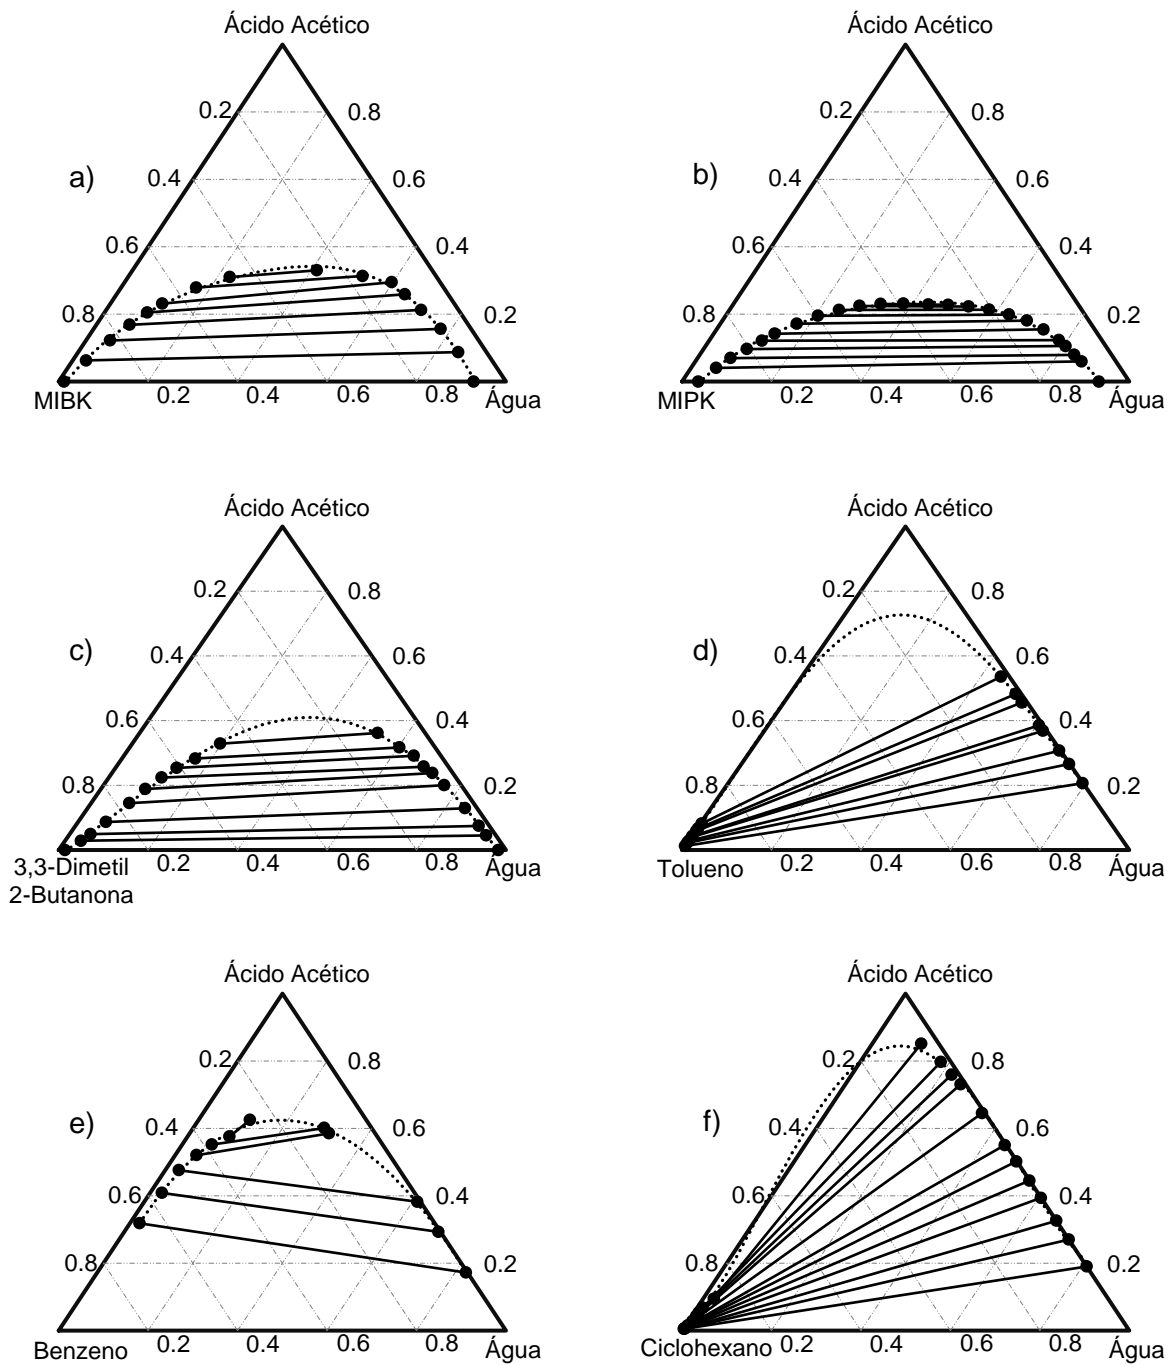 Ácido Acético
0.2 0.8
a)
0.4 0.6
0.6 0.4
0.8 0.2
MIBK 0.2 0.4 0.6 0.8 Água
Ácido Acético
0.2 0.8
b)
0.4 0.6
0.6 0.4
0.8 0.2
MIPK 0.2 0.4 0.6 0.8 Água
Ácido Acético
0.2 0.8
c)
0.4 0.6
0.6 0.4
0.8 0.2
3,3-Dimetil 0.2 0.4 0.6 0.8 Água
2-Butanona
Ácido Acético
0.2 0.8
d)
0.4 0.6
0.6 0.4
0.8 0.2
Tolueno 0.2 0.4 0.6 0.8 Água
Ácido Acético
0.2 0.8
e)
0.4 0.6
0.6 0.4
0.8 0.2
Benzeno 0.2 0.4 0.6 0.8 Água
Ácido Acético
0.2 0.8
f)
0.4 0.6
0.6 0.4
0.8 0.2
Ciclohexano 0.2 0.4 0.6 0.8 Água